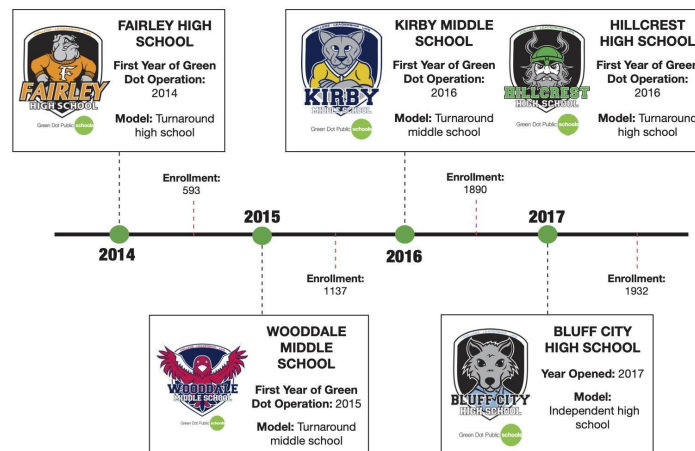 FAIRLEY HIGH
SCHOOL
First Year of Green
Dot Operation:
2014
Model: Turnaround
high school
FAIRLEY
HIGH SCHOOL
Green Dot Public schools
KIRBY MIDDLE
SCHOOL
First Year of Green
Dot Operation:
2016
Model: Turnaround
middle school
KIRBY
MIDDLE SCHOOL
Green Dot Public schools
HILLCREST
HIGH SCHOOL
First Year of Green
Dot Operation:
2016
Model: Turnaround
high school
HILLCREST
HIGH SCHOOL
Green Dot Public schools
Enrollment:
593
Enrollment:
1890
2015
2017
2014
2016
Enrollment:
1137
Enrollment:
1932
WOODDALE
MIDDLE
SCHOOL
First Year of Green
Dot Operation: 2015
Model: Turnaround
middle school
WOODDALE
MIDDLE SCHOOL
Green Dot Public schools
BLUFF CITY
HIGH SCHOOL
Year Opened: 2017
Model:
Independent high
school
BLUFF CITY
HIGH SCHOOL
Green Dot Public schools